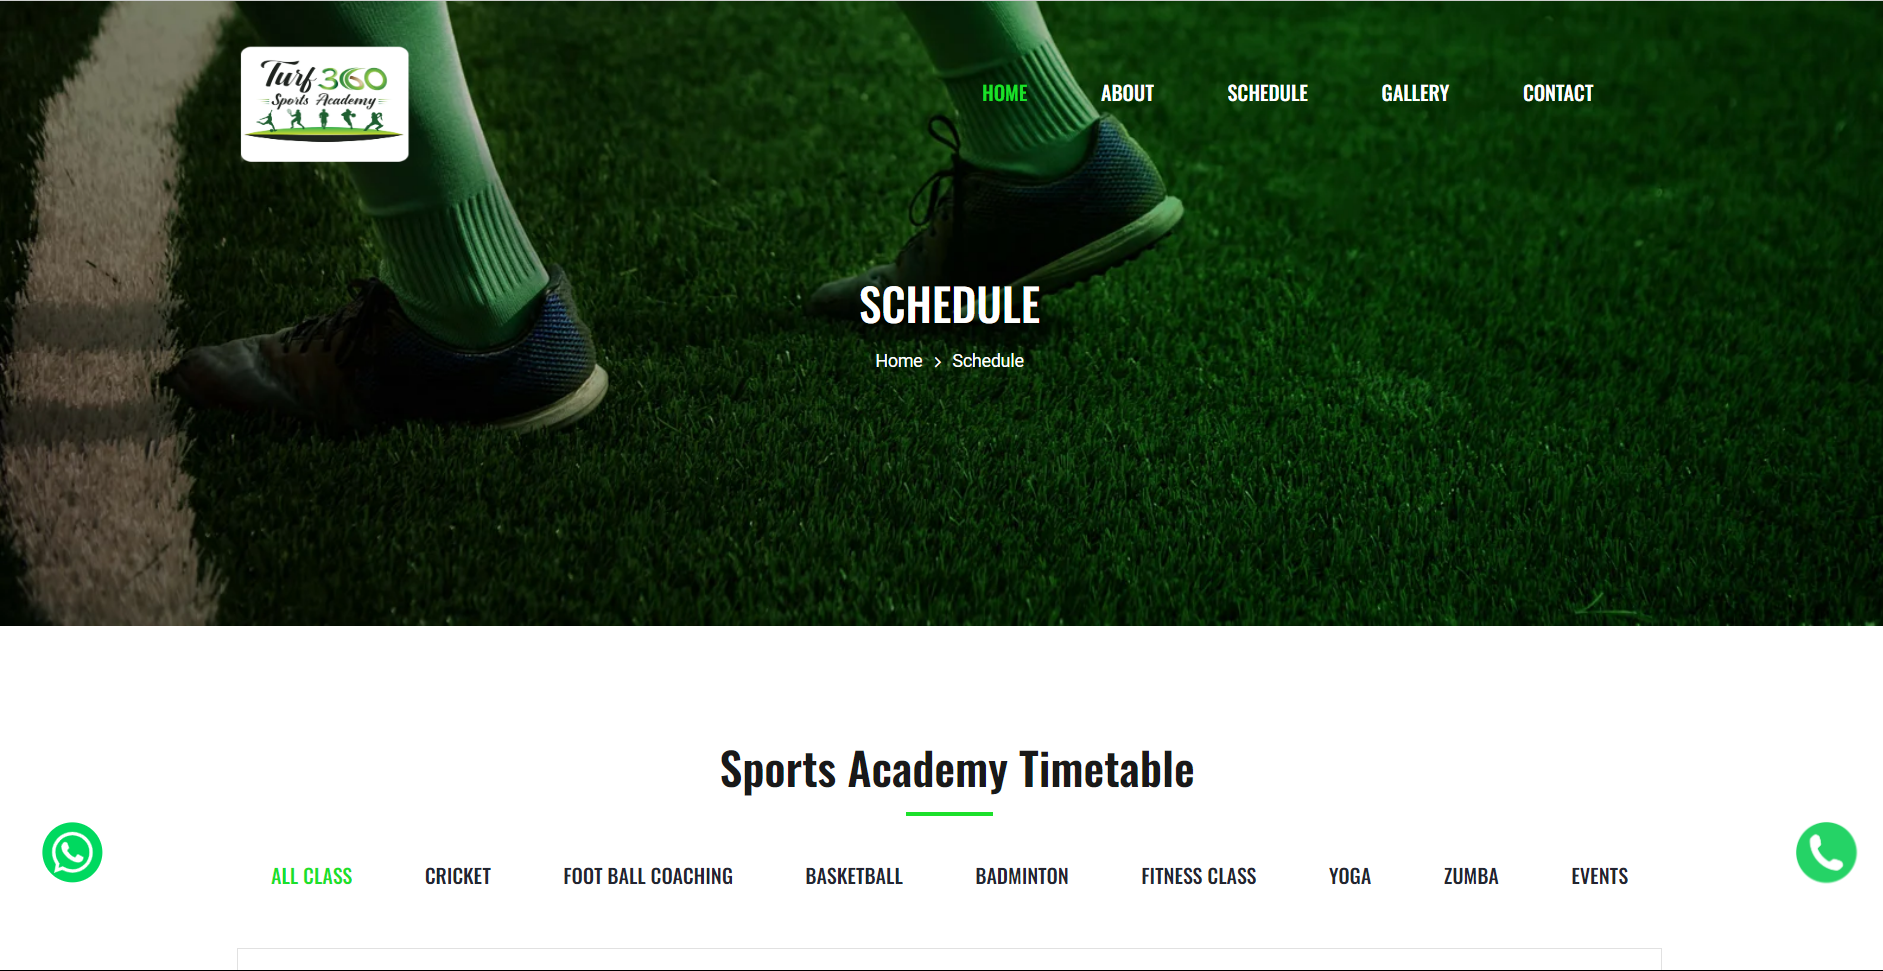 Turf 360
Sports Academy
HOME ABOUT SCHEDULE GALLERY CONTACT
SCHEDULE
Home > Schedule
Sports Academy Timetable
ALL CLASS CRICKET FOOT BALL COACHING BASKETBALL BADMINTON FITNESS CLASS YOGA ZUMBA EVENTS